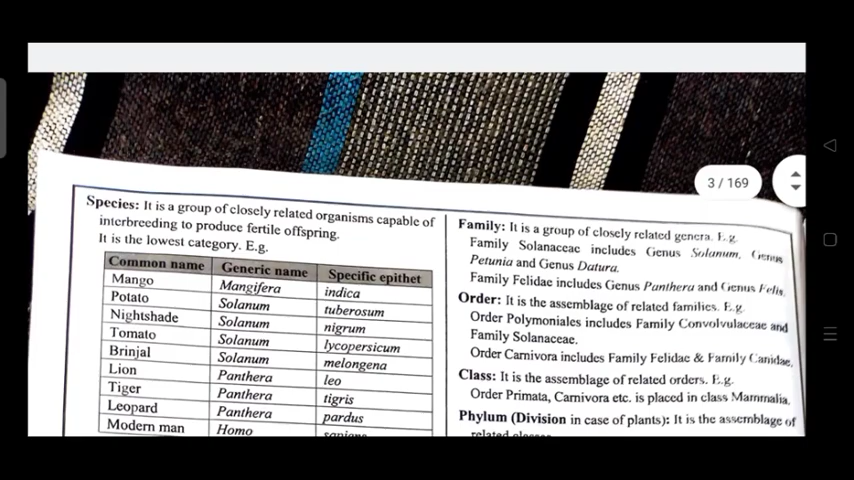 3 / 169
Species: It is a group of closely related organisms capable of
interbreeding to produce fertile offspring.
It is the lowest category. E.g.
Common name Generic name Specific epithet
Mango Mangifera indica
Potato Solanum tuberosum
Nightshade Solanum nigrum
Tomato Solanum lycopersicum
Brinjal Solanum melongena
Lion Panthera leo
Tiger Panthera tigris
Leopard Panthera pardus
Modern man Homo sapiens
Family: It is a group of closely related genera. E.g.
Family Solanaceae includes Genus Solanum, Genus
Petunia and Genus Datura.
Family Felidae includes Genus Panthera and Genus Felis.
Order: It is the assemblage of related families. E.g.
Order Polymoniales includes Family Convolvulaceae and
Family Solanaceae.
Order Carnivora includes Family Felidae & Family Canidae.
Class: It is the assemblage of related orders. E.g.
Order Primata, Carnivora etc. is placed in class Mammalia.
Phylum (Division in case of plants): It is the assemblage of
related classes